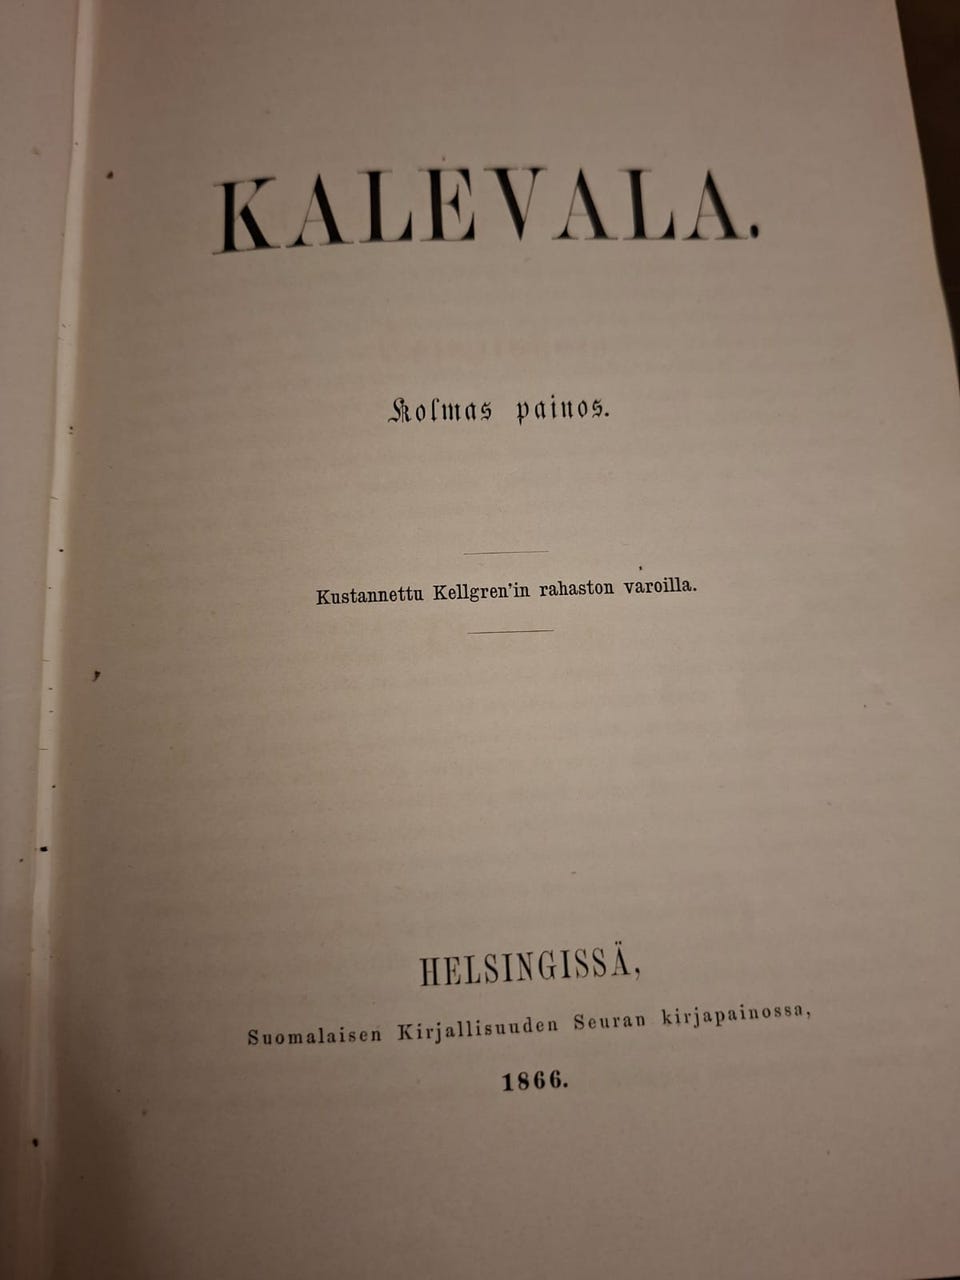 KALEVALA.
Kolmas painos.
Kustannettu Kellgren'in rahaston varoilla.
HELSINGISSÄ,
Suomalaisen Kirjallisuuden Seuran kirjapainossa,
1866.